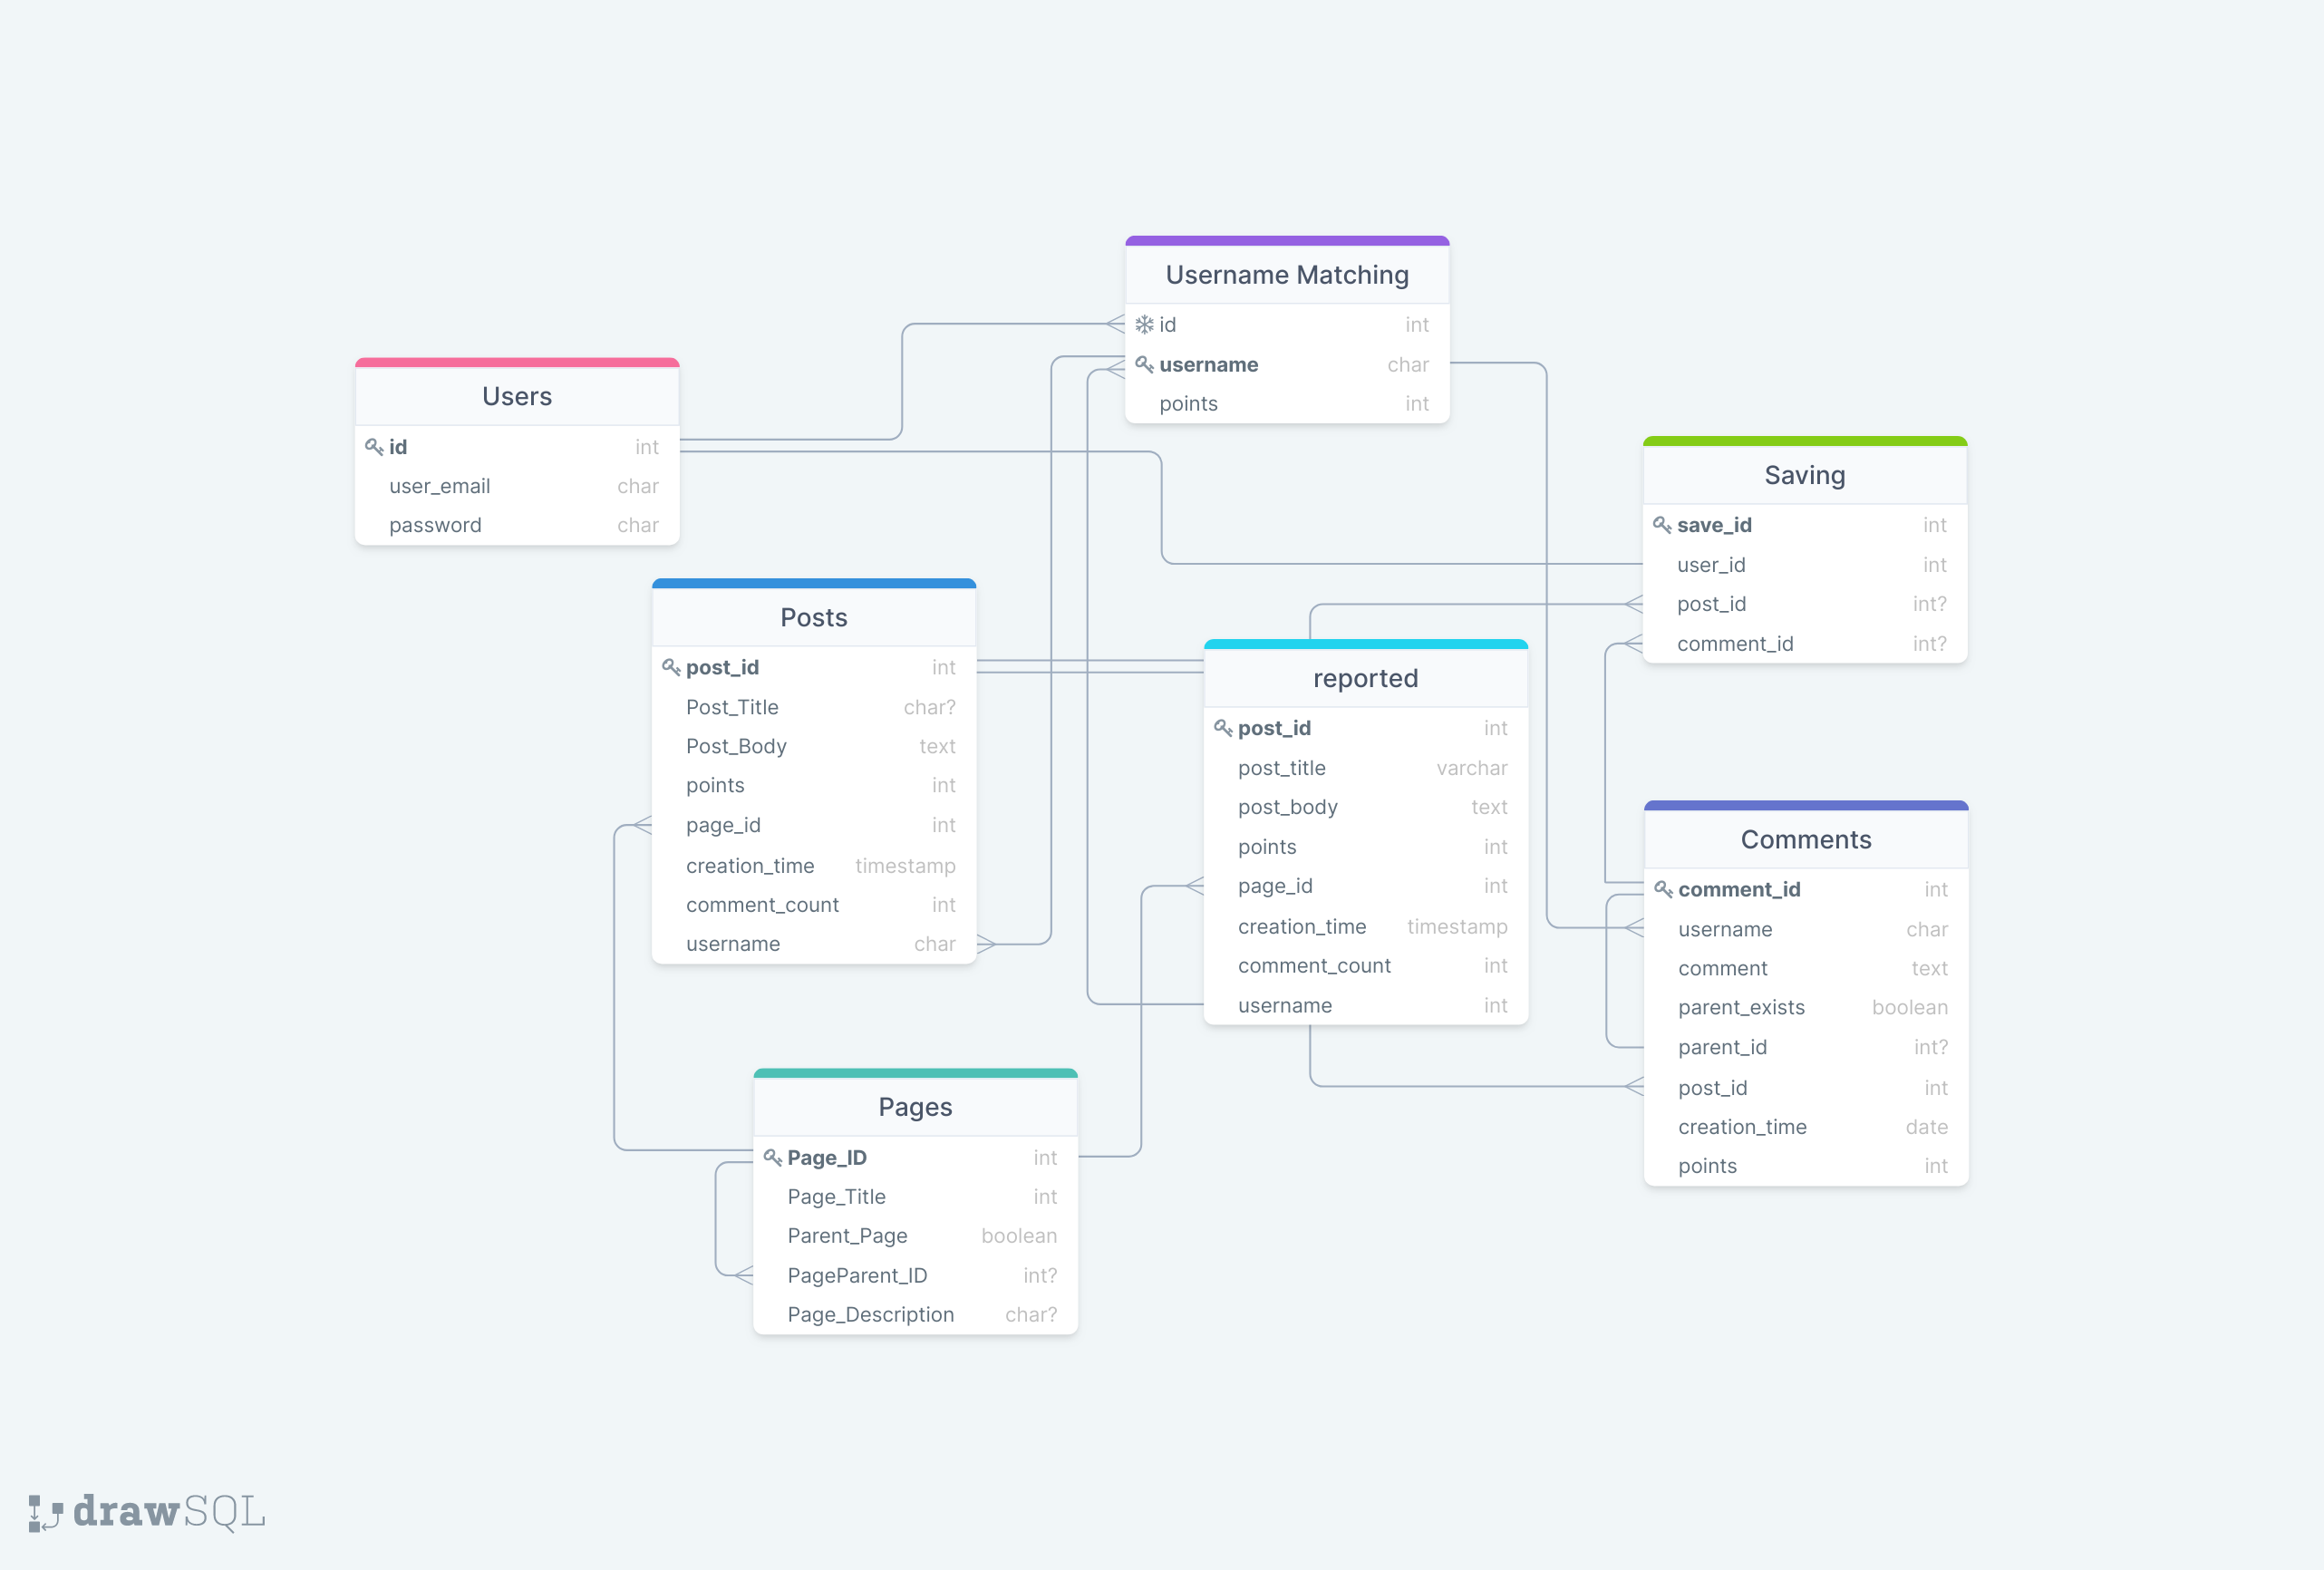 Username Matching
id int
username char
points int
Users
id int
user_email char
password char
Saving
save_id int
user_id int
post_id int?
comment_id int?
Posts
post_id int
Post_Title char?
Post_Body text
points int
page_id int
creation_time timestamp
comment_count int
username char
reported
post_id int
post_title varchar
post_body text
points int
page_id int
creation_time timestamp
comment_count int
username int
Comments
comment_id int
username char
comment text
parent_exists boolean
parent_id int?
post_id int
creation_time date
points int
Pages
Page_ID int
Page_Title int
Parent_Page boolean
PageParent_ID int?
Page_Description char?
drawSQL